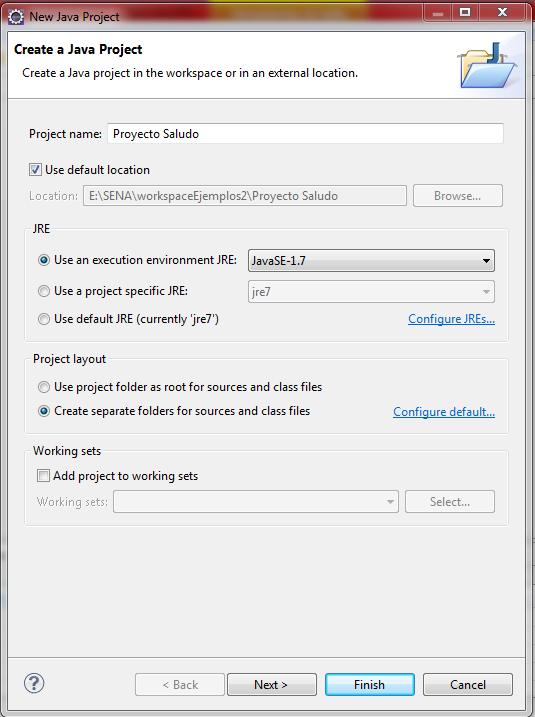 New Java Project
Create a Java Project
Create a Java project in the workspace or in an external location.
Project name: Proyecto Saludo
Use default location
Location: E:\SENA\workspaceEjemplos2\Proyecto Saludo Browse...
JRE
Use an execution environment JRE: JavaSE-1.7
Use a project specific JRE: jre7
Use default JRE (currently 'jre7') Configure JREs...
Project layout
Use project folder as root for sources and class files
Create separate folders for sources and class files Configure default...
Working sets
Add project to working sets
Working sets: Select...
? < Back Next > Finish Cancel